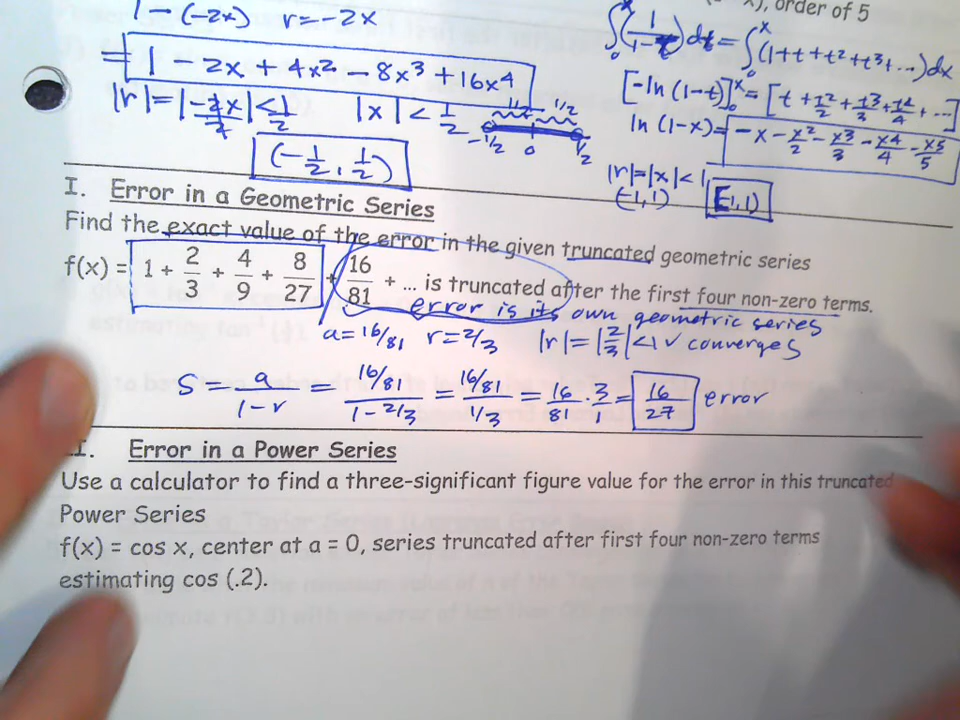 1 - (-2x)   r = -2x
= 1 - 2x + 4x² - 8x³ + 16x⁴
|r| = |-2x| < 1/2   |x| < 1/2   1/2   1/2
-1/2   0   1/2
(-1/2, 1/2)
), order of 5
∫₀ˣ (1/(1-t)) dt = ∫₀ˣ (1+t+t²+t³+...) dx
[-ln (1-t)]₀ˣ = [t + t²/2 + t³/3 + t⁴/4 + ...]
ln (1-x) = -x - x²/2 - x³/3 - x⁴/4 - x⁵/5
|r| = |x| < 1
(-1,1)   [-1,1)
I. Error in a Geometric Series
Find the exact value of the error in the given truncated geometric series
f(x) = 1 + 2/3 + 4/9 + 8/27 + 16/81 + ... is truncated after the first four non-zero terms.
error is its own geometric series
a = 16/81   r = 2/3   |r| = |2/3| < 1 ✓ converges
S = a/(1-r) = (16/81)/(1-2/3) = (16/81)/(1/3) = 16/81 · 3/1 = 16/27 error
I. Error in a Power Series
Use a calculator to find a three-significant figure value for the error in this truncated
Power Series
f(x) = cos x, center at a = 0, series truncated after first four non-zero terms
estimating cos (.2).